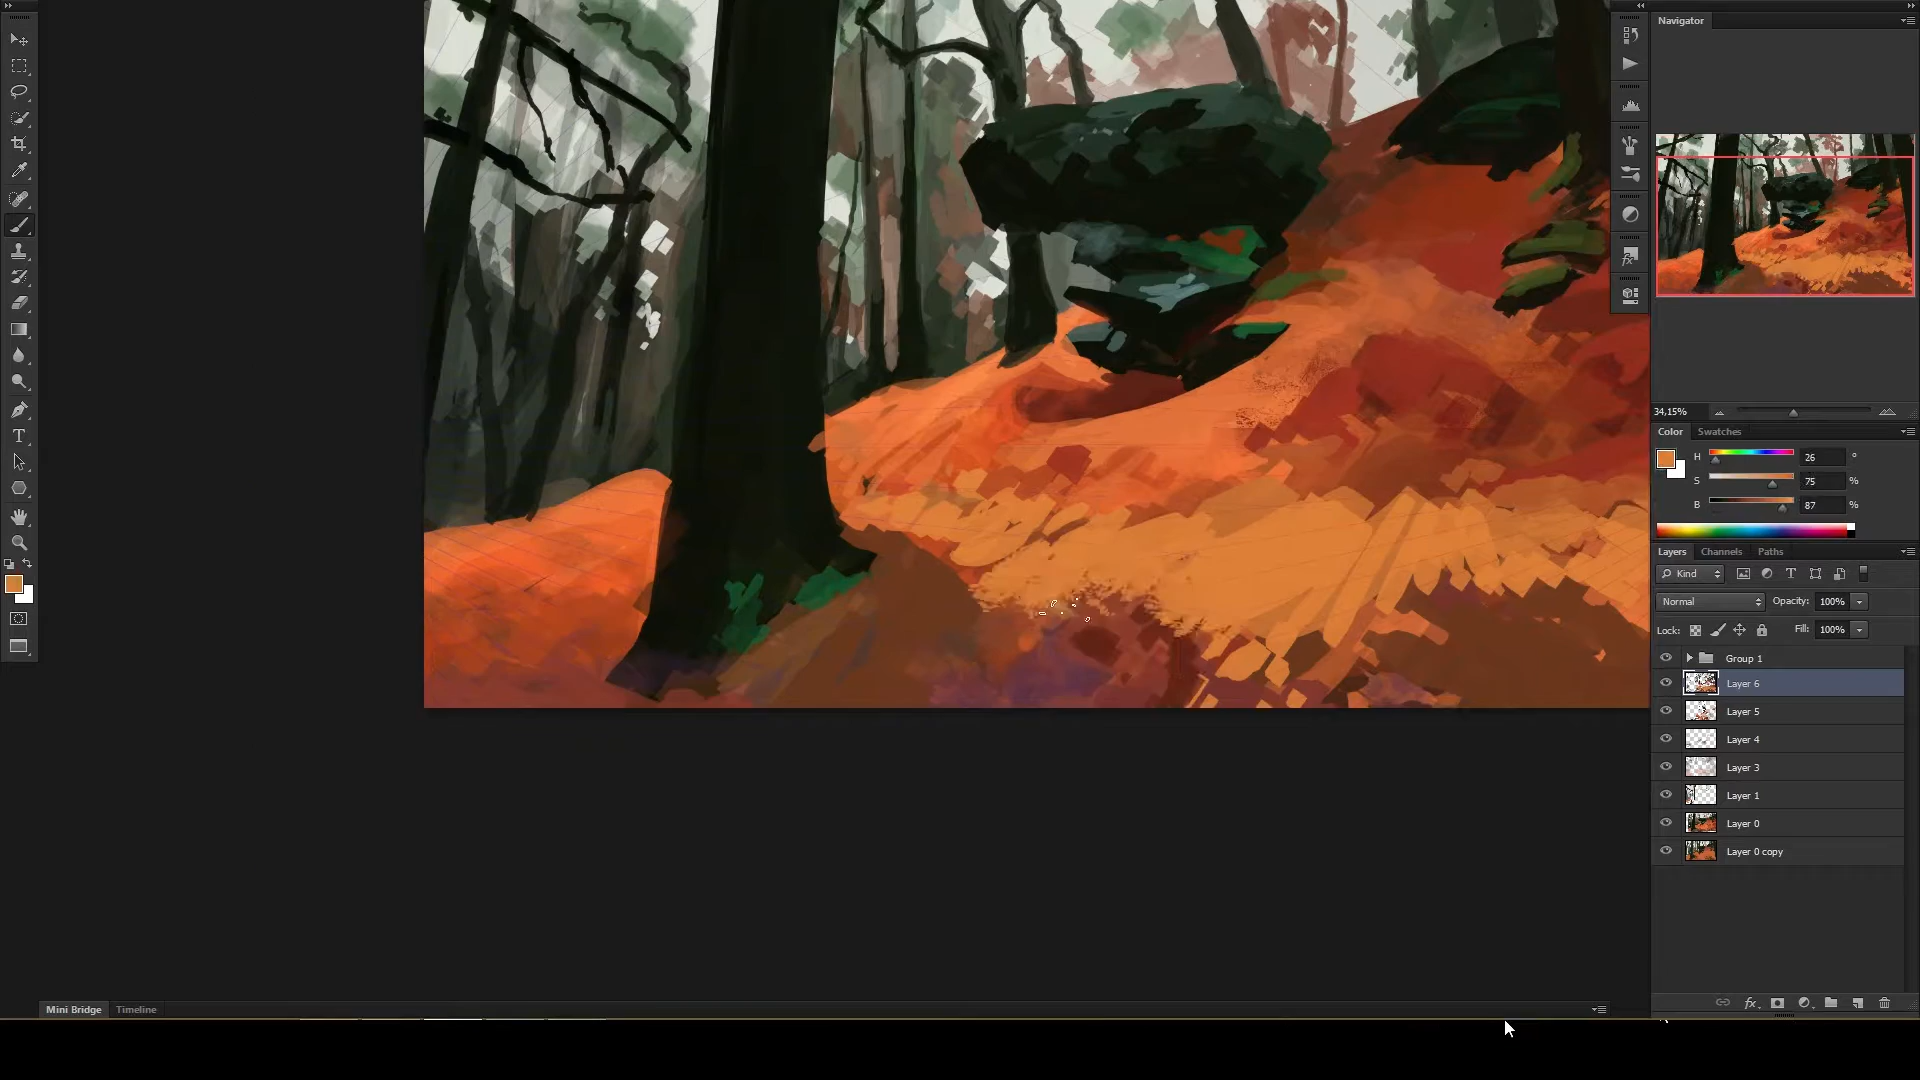 Navigator
34,15%
Color Swatches
H 26 °
S 75 %
B 87 %
Layers Channels Paths
Kind
Normal Opacity: 100%
Lock: Fill: 100%
Group 1
Layer 6
Layer 5
Layer 4
Layer 3
Layer 1
Layer 0
Layer 0 copy
fx
T
Mini Bridge Timeline